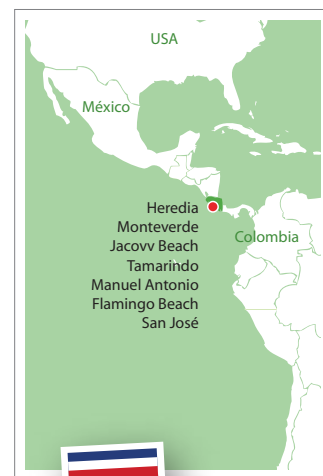 USA
México
Heredia
Monteverde
Jacovv Beach
Colombia
Tamarindo
Manuel Antonio
Flamingo Beach
San José